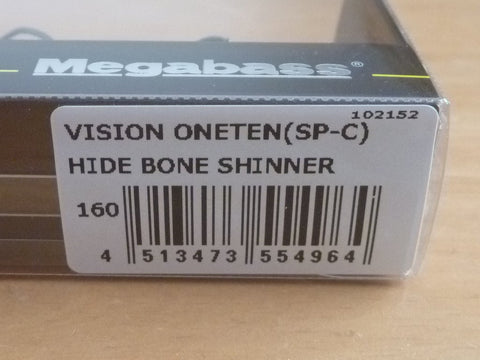 Megabass®
102152
VISION ONETEN(SP-C)
HIDE BONE SHINNER
160
4 513473 554964